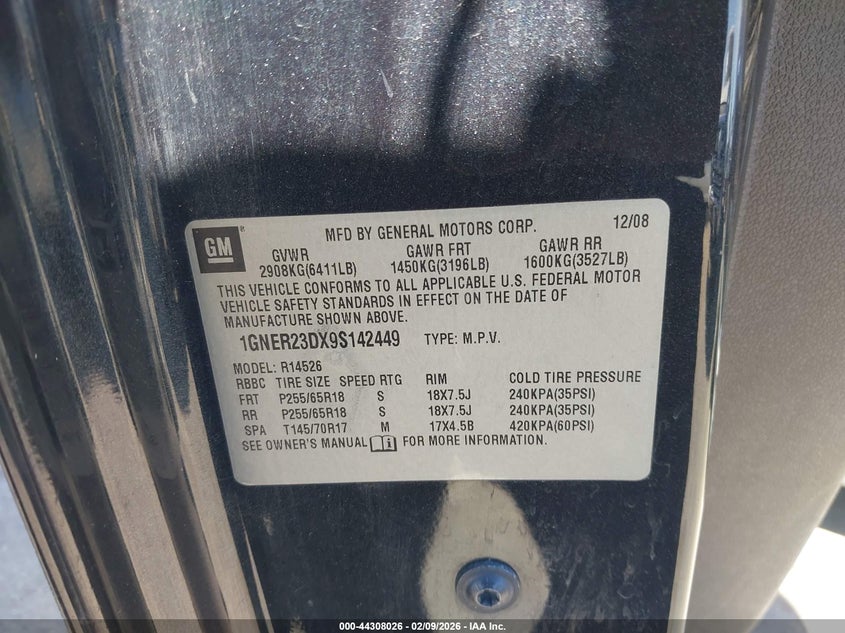 GM ®
MFD BY GENERAL MOTORS CORP. 12/08
GVWR GAWR FRT GAWR RR
2908KG(6411LB) 1450KG(3196LB) 1600KG(3527LB)
THIS VEHICLE CONFORMS TO ALL APPLICABLE U.S. FEDERAL MOTOR
VEHICLE SAFETY STANDARDS IN EFFECT ON THE DATE OF
MANUFACTURE SHOWN ABOVE.
1GNER23DX9S142449 TYPE: M.P.V.
MODEL: R14526
RBBC TIRE SIZE SPEED RTG RIM COLD TIRE PRESSURE
FRT P255/65R18 S 18X7.5J 240KPA(35PSI)
RR P255/65R18 S 18X7.5J 240KPA(35PSI)
SPA T145/70R17 M 17X4.5B 420KPA(60PSI)
SEE OWNER'S MANUAL FOR MORE INFORMATION.
000-44308026 - 02/09/2026 - IAA Inc.